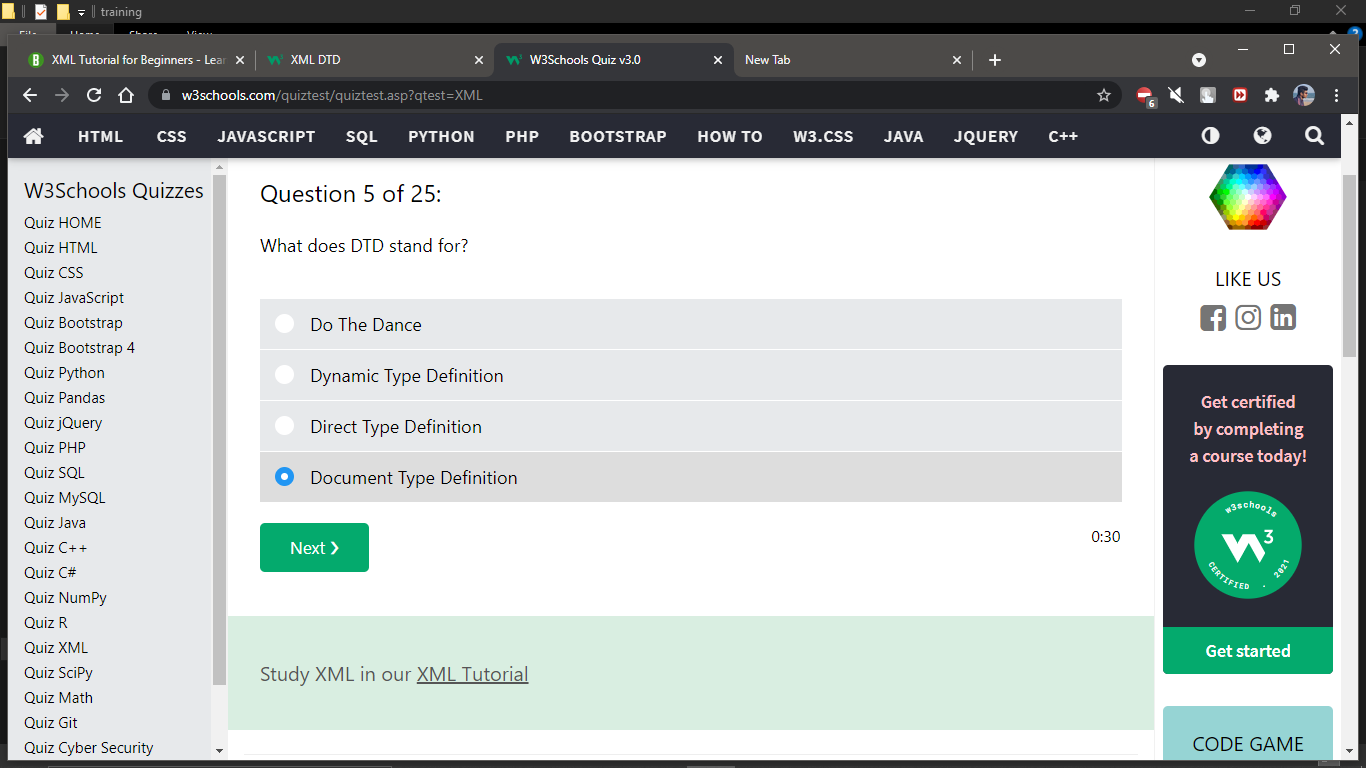 training
File Home Share View
XML Tutorial for Beginners - Lear
XML DTD
W3Schools Quiz v3.0
New Tab
w3schools.com/quiztest/quiztest.asp?qtest=XML
6
HTML CSS JAVASCRIPT SQL PYTHON PHP BOOTSTRAP HOW TO W3.CSS JAVA JQUERY C++
W3Schools Quizzes
Quiz HOME
Quiz HTML
Quiz CSS
Quiz JavaScript
Quiz Bootstrap
Quiz Bootstrap 4
Quiz Python
Quiz Pandas
Quiz jQuery
Quiz PHP
Quiz SQL
Quiz MySQL
Quiz Java
Quiz C++
Quiz C#
Quiz NumPy
Quiz R
Quiz XML
Quiz SciPy
Quiz Math
Quiz Git
Quiz Cyber Security
Question 5 of 25:
What does DTD stand for?
Do The Dance
Dynamic Type Definition
Direct Type Definition
Document Type Definition
Next ❯
0:30
Study XML in our XML Tutorial
LIKE US
Get certified
by completing
a course today!
w3schools
W3
CERTIFIED . 2021
Get started
CODE GAME